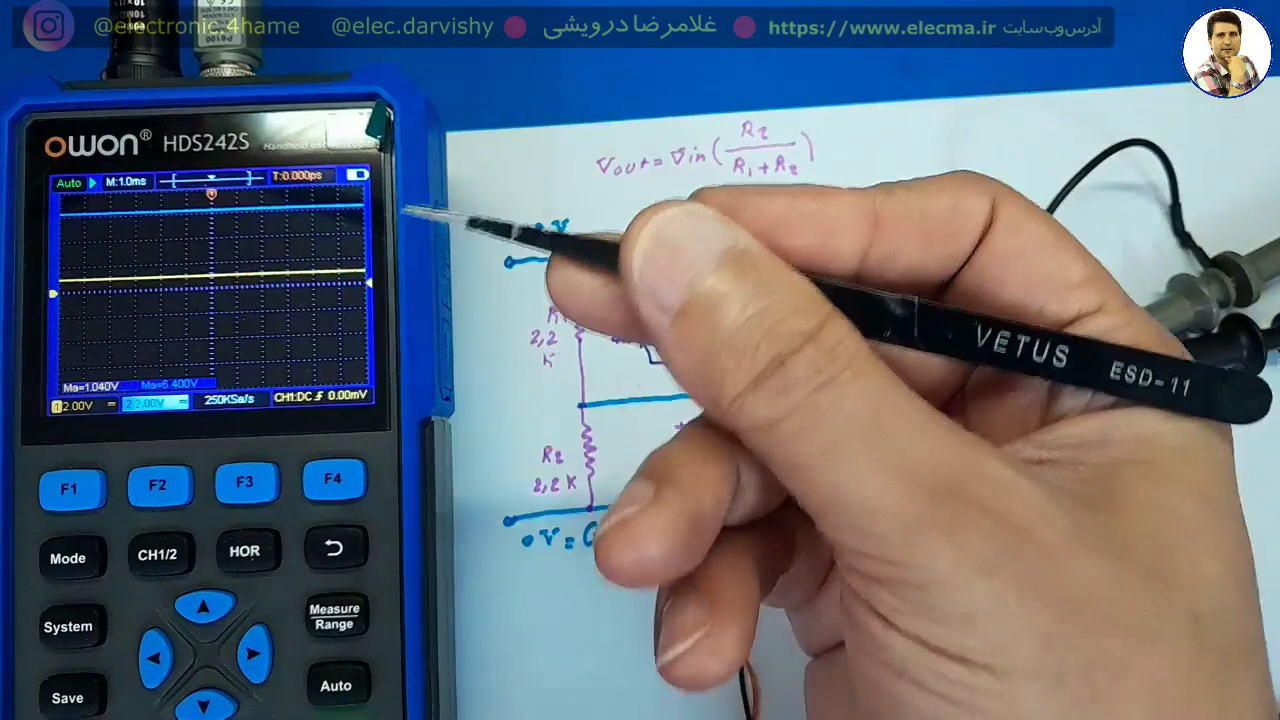 @electronic.4hame @elec.darvishy غلامرضا درویشی https://www.elecma.ir آدرس وب سایت
OWON® HDS242S Handheld
Auto M:1.0ms T:0.000ps
Ma=1.040V Ma=6.400V
1 2.00V 2 2.00V 250KSa/s CH1:DC 0.00mV
F1 F2 F3 F4
Mode CH1/2 HOR
System Measure
Range
Save Auto
Vout = Vin (R2 / R1 + R2)
2,2
K
R2
2,2 K
VETUS ESD-11